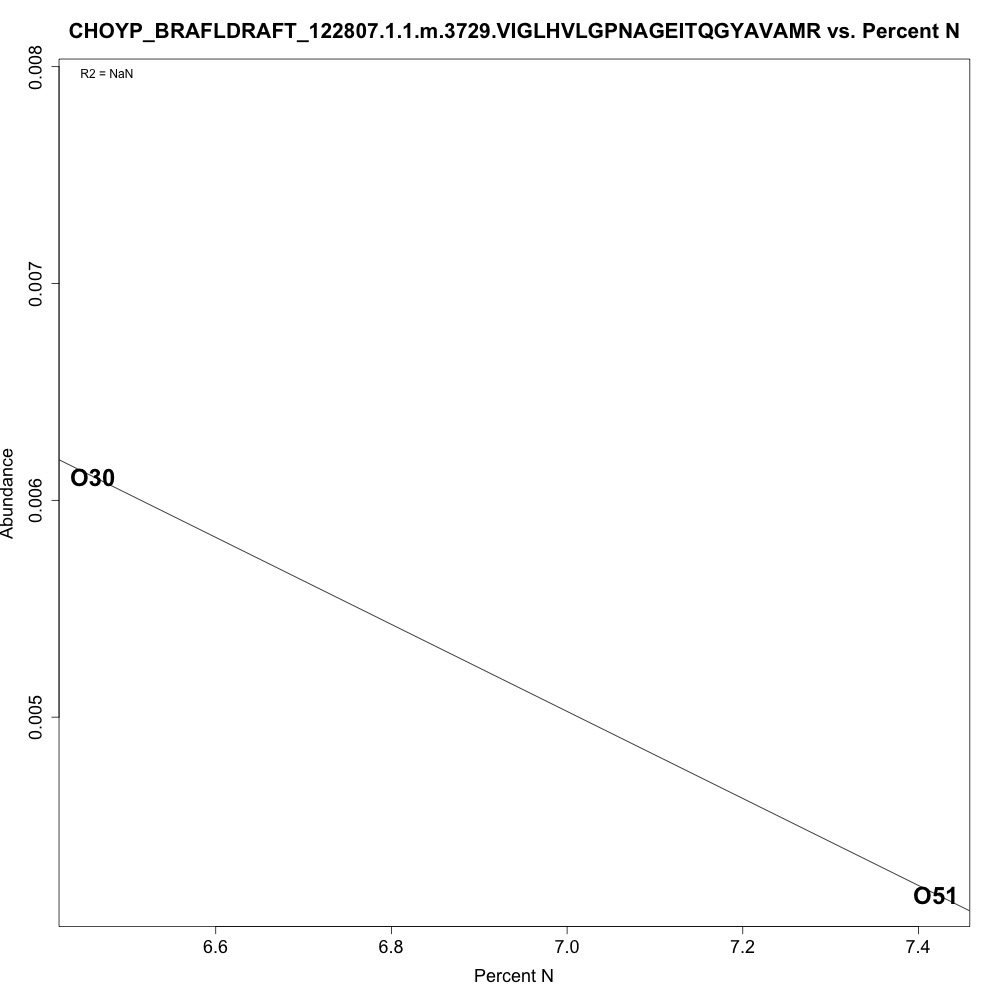 CHOYP_BRAFLDRAFT_122807.1.1.m.3729.VIGLHVLGPNAGEITQGYAVAMR vs. Percent N
R2 = NaN
0.008
0.007
0.006
0.005
Abundance
O30
O51
6.6
6.8
7.0
7.2
7.4
Percent N